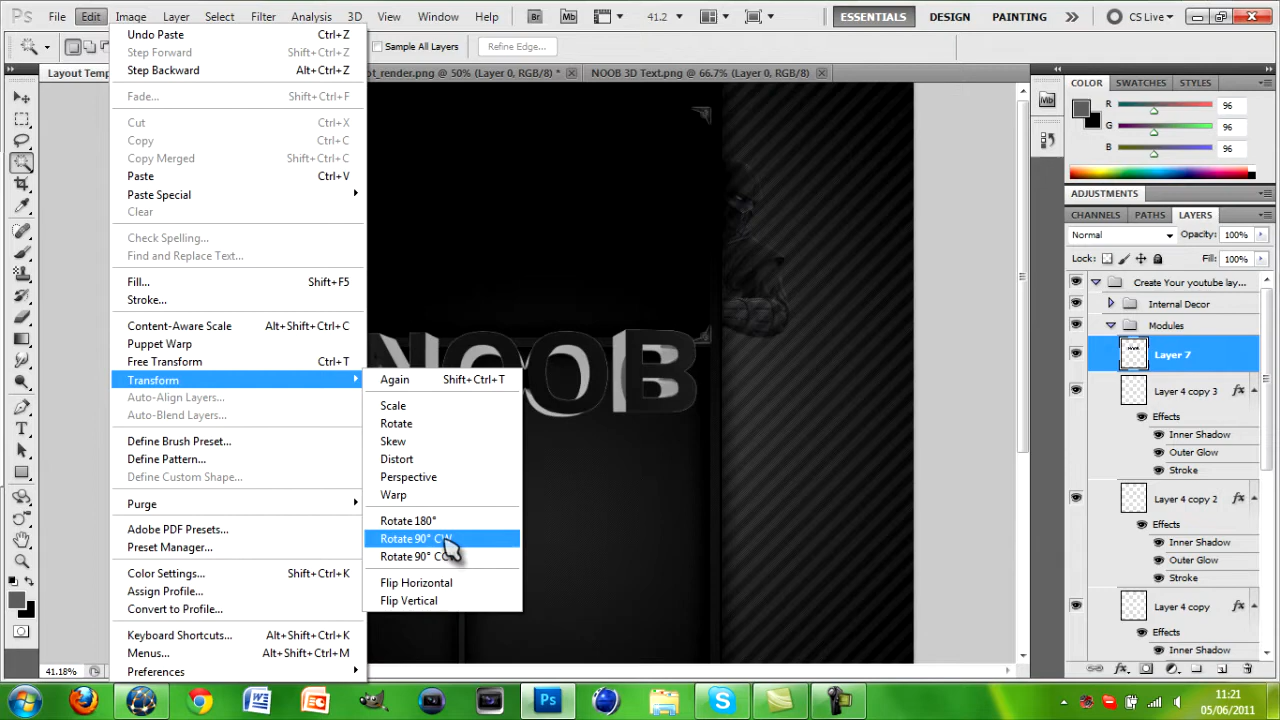 File Edit Image Layer Select Filter Analysis 3D View Window Help Br Mb 41.2 ESSENTIALS DESIGN PAINTING CS Live
Sample All Layers Refine Edge...
Layout Temp ot_render.png @ 50% (Layer 0, RGB/8) * NOOB 3D Text.png @ 66.7% (Layer 0, RGB/8)
Undo Paste Ctrl+Z
Step Forward Shift+Ctrl+Z
Step Backward Alt+Ctrl+Z
Fade... Shift+Ctrl+F
Cut Ctrl+X
Copy Ctrl+C
Copy Merged Shift+Ctrl+C
Paste Ctrl+V
Paste Special
Clear
Check Spelling...
Find and Replace Text...
Fill... Shift+F5
Stroke...
Content-Aware Scale Alt+Shift+Ctrl+C
Puppet Warp
Free Transform Ctrl+T
Transform
Auto-Align Layers...
Auto-Blend Layers...
Define Brush Preset...
Define Pattern...
Define Custom Shape...
Purge
Adobe PDF Presets...
Preset Manager...
Color Settings... Shift+Ctrl+K
Assign Profile...
Convert to Profile...
Keyboard Shortcuts... Alt+Shift+Ctrl+K
Menus... Alt+Shift+Ctrl+M
Preferences
Again Shift+Ctrl+T
Scale
Rotate
Skew
Distort
Perspective
Warp
Rotate 180°
Rotate 90° CW
Rotate 90° CC
Flip Horizontal
Flip Vertical
NOOB
COLOR SWATCHES STYLES
R 96
G 96
B 96
ADJUSTMENTS
CHANNELS PATHS LAYERS
Normal Opacity: 100%
Lock: Fill: 100%
Create Your youtube lay...
Internal Decor
Modules
Layer 7
Layer 4 copy 3 fx
Effects
Inner Shadow
Outer Glow
Stroke
Layer 4 copy 2 fx
Effects
Inner Shadow
Outer Glow
Stroke
Layer 4 copy fx
Effects
Inner Shadow
41.18%
Ps
11:21
05/06/2011